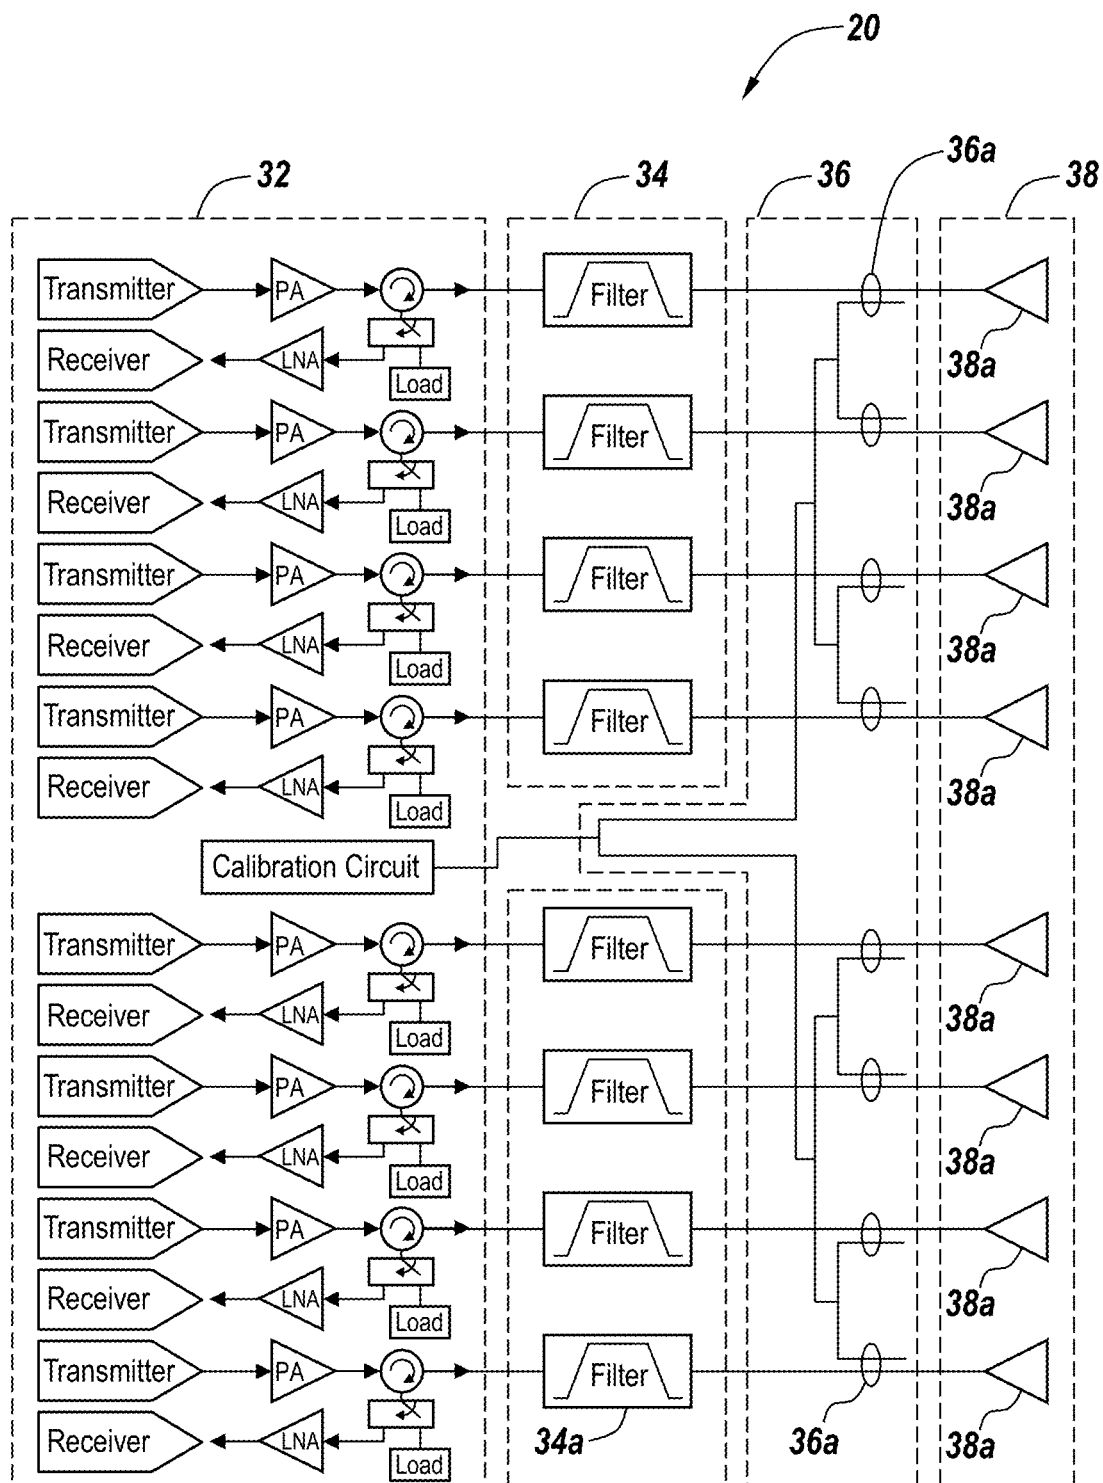 20
36a
32
34
36
38
Transmitter PA Filter
38a
Receiver LNA Load
Transmitter PA Filter
38a
Receiver LNA Load
Transmitter PA Filter
38a
Receiver LNA Load
Transmitter PA Filter
38a
Receiver LNA Load
Calibration Circuit
Transmitter PA Filter
38a
Receiver LNA Load
Transmitter PA Filter
38a
Receiver LNA Load
Transmitter PA Filter
38a
Receiver LNA Load
Transmitter PA Filter
34a
36a
38a
Receiver LNA Load